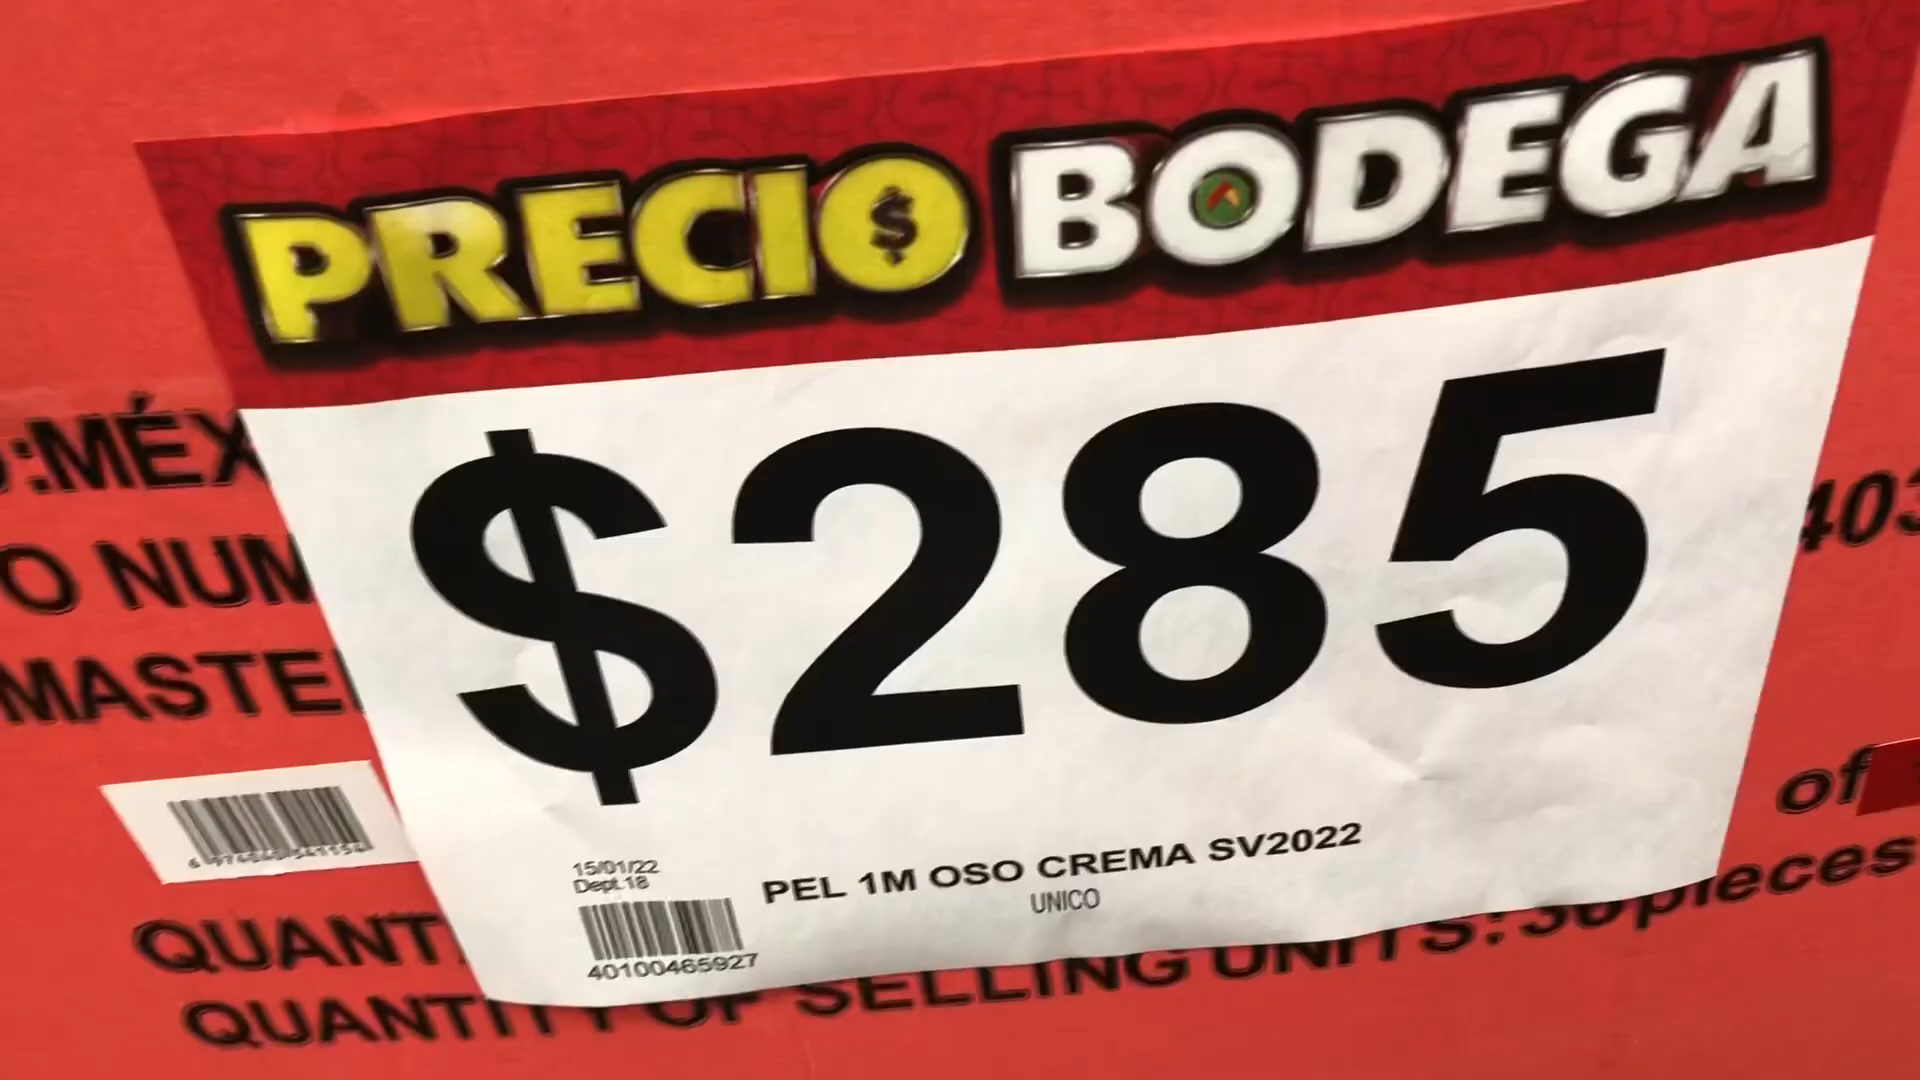 PRECIO BODEGA
$285
15/01/22
Dept.18
PEL 1M OSO CREMA SV2022
UNICO
40100465927
:MÉX
O NUM
403
MASTE
of
QUANT
QUANTITY OF SELLING UNITS:36pieces